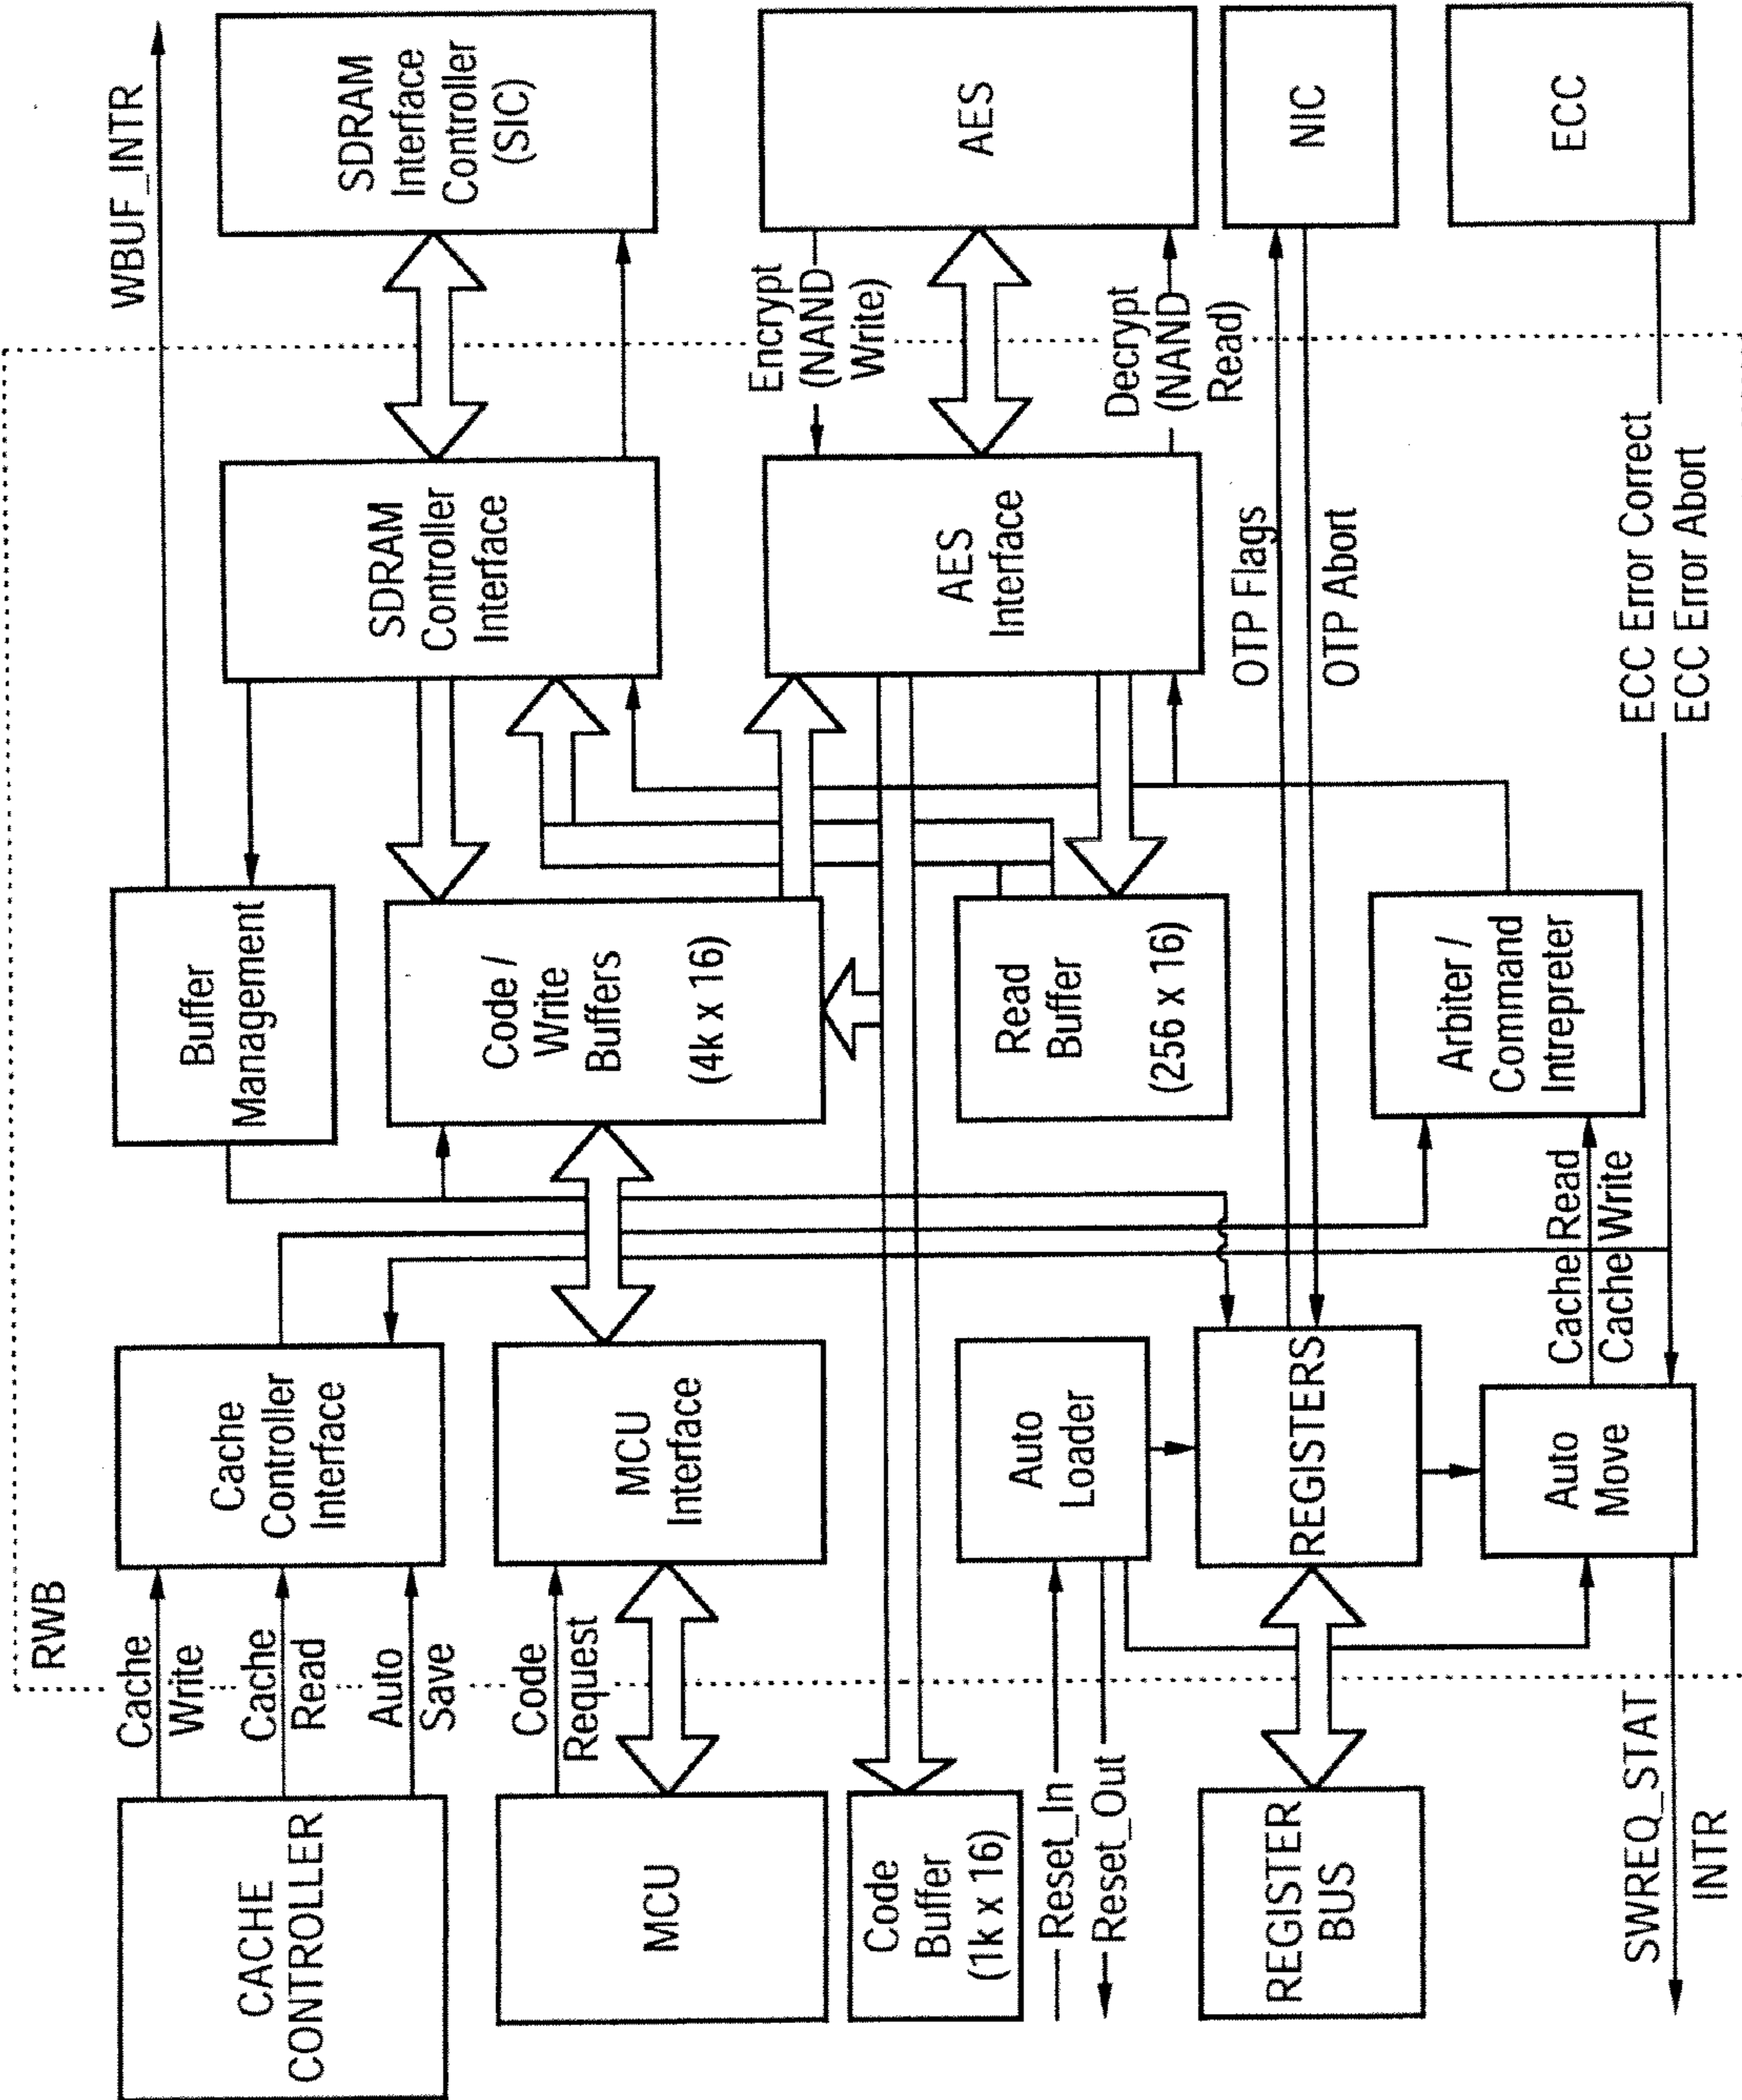 RWB
WBUF_INTR
CACHE
CONTROLLER
Cache
Write
Cache
Read
Auto
Save
Cache
Controller
Interface
Buffer
Management
SDRAM
Controller
Interface
SDRAM
Interface
Controller
(SIC)
MCU
Code
Request
MCU
Interface
Code /
Write
Buffers
(4k x 16)
Encrypt
(NAND
Write)
AES
Interface
AES
Decrypt
(NAND
Read)
Code
Buffer
(1k x 16)
Reset_In
Reset_Out
Auto
Loader
Read
Buffer
(256 x 16)
OTP Flags
OTP Abort
NIC
REGISTER
BUS
REGISTERS
Arbiter /
Command
Intrepreter
Cache Read
Cache Write
Auto
Move
ECC Error Correct
ECC Error Abort
ECC
SWREQ_STAT
INTR